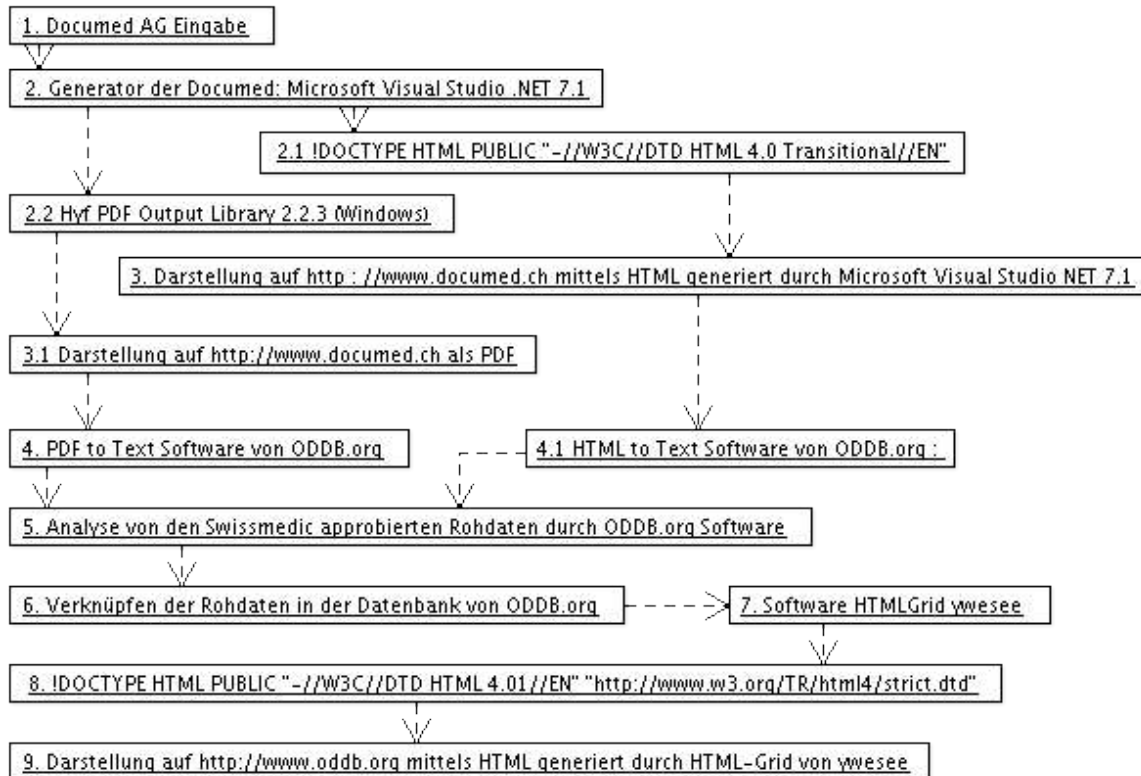 1. Documed AG Eingabe
2. Generator der Documed: Microsoft Visual Studio .NET 7.1
2.1 !DOCTYPE HTML PUBLIC "-//W3C//DTD HTML 4.0 Transitional//EN"
2.2 Hyf PDF Output Library 2.2.3 (Windows)
3. Darstellung auf http : //www.documed.ch mittels HTML generiert durch Microsoft Visual Studio NET 7.1
3.1 Darstellung auf http://www.documed.ch als PDF
4. PDF to Text Software von ODDB.org
4.1 HTML to Text Software von ODDB.org :
5. Analyse von den Swissmedic approbierten Rohdaten durch ODDB.org Software
6. Verknüpfen der Rohdaten in der Datenbank von ODDB.org
7. Software HTMLGrid ywesee
8. !DOCTYPE HTML PUBLIC "-//W3C//DTD HTML 4.01//EN" "http://www.w3.org/TR/html4/strict.dtd"
9. Darstellung auf http://www.oddb.org mittels HTML generiert durch HTML-Grid von ywesee